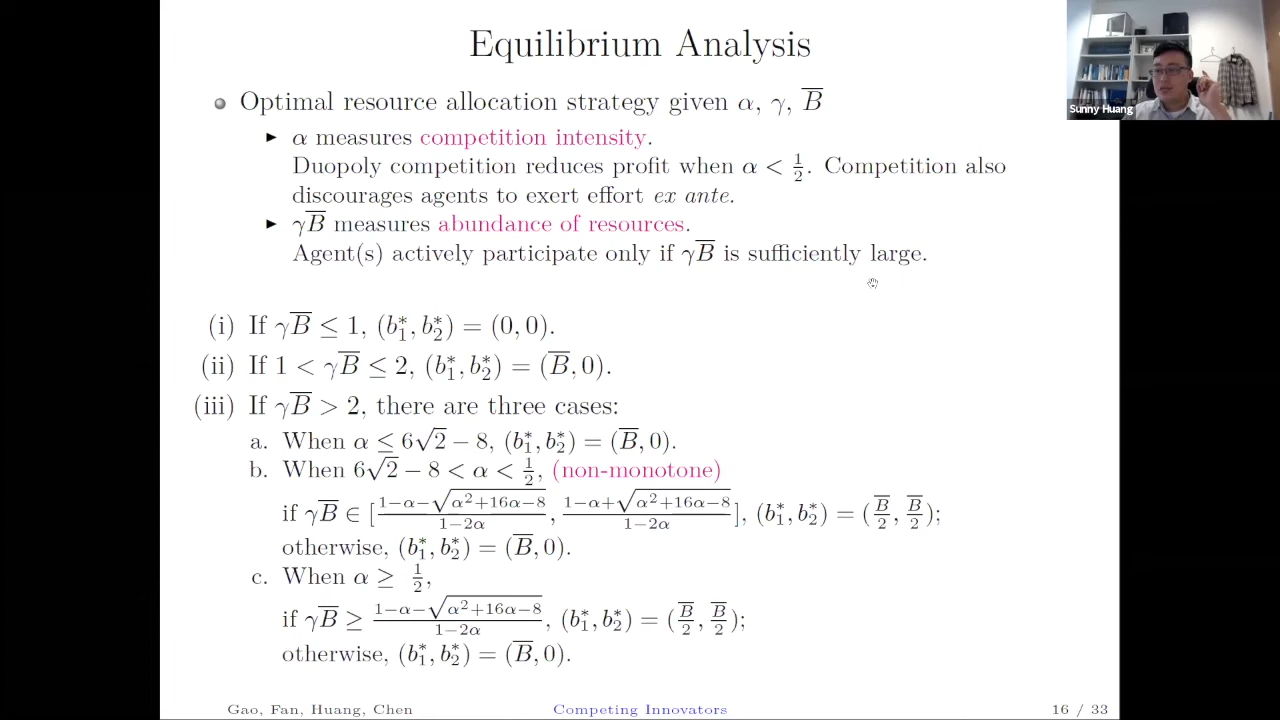 Equilibrium Analysis
Optimal resource allocation strategy given α, γ, B̅
α measures competition intensity.
Duopoly competition reduces profit when α < 1/2. Competition also
discourages agents to exert effort ex ante.
γB̅ measures abundance of resources.
Agent(s) actively participate only if γB̅ is sufficiently large.
(i) If γB̅ ≤ 1, (b₁*, b₂*) = (0, 0).
(ii) If 1 < γB̅ ≤ 2, (b₁*, b₂*) = (B̅, 0).
(iii) If γB̅ > 2, there are three cases:
a. When α ≤ 6√2 − 8, (b₁*, b₂*) = (B̅, 0).
b. When 6√2 − 8 < α < 1/2, (non-monotone)
if γB̅ ∈ [(1−α−√(α²+16α−8))/(1−2α), (1−α+√(α²+16α−8))/(1−2α)], (b₁*, b₂*) = (B̅/2, B̅/2);
otherwise, (b₁*, b₂*) = (B̅, 0).
c. When α ≥ 1/2,
if γB̅ ≥ (1−α−√(α²+16α−8))/(1−2α), (b₁*, b₂*) = (B̅/2, B̅/2);
otherwise, (b₁*, b₂*) = (B̅, 0).
Gao, Fan, Huang, Chen
Competing Innovators
16 / 33
Sunny Huang